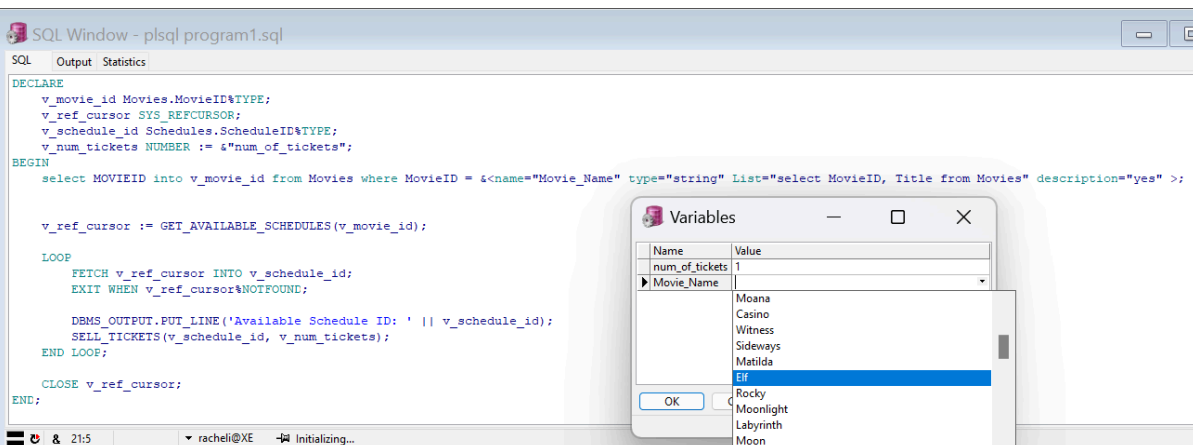 SQL Window - plsql program1.sql
SQL Output Statistics
DECLARE
v_movie_id Movies.MovieID%TYPE;
v_ref_cursor SYS_REFCURSOR;
v_schedule_id Schedules.ScheduleID%TYPE;
v_num_tickets NUMBER := &"num_of_tickets";
BEGIN
select MOVIEID into v_movie_id from Movies where MovieID = &<name="Movie_Name" type="string" List="select MovieID, Title from Movies" description="yes" >;
v_ref_cursor := GET_AVAILABLE_SCHEDULES(v_movie_id);
LOOP
FETCH v_ref_cursor INTO v_schedule_id;
EXIT WHEN v_ref_cursor%NOTFOUND;
DBMS_OUTPUT.PUT_LINE('Available Schedule ID: ' || v_schedule_id);
SELL_TICKETS(v_schedule_id, v_num_tickets);
END LOOP;
CLOSE v_ref_cursor;
END;
Variables
Name Value
num_of_tickets 1
Movie_Name
Moana
Casino
Witness
Sideways
Matilda
Elf
Rocky
Moonlight
Labyrinth
Moon
OK
& 21:5 racheli@XE Initializing...